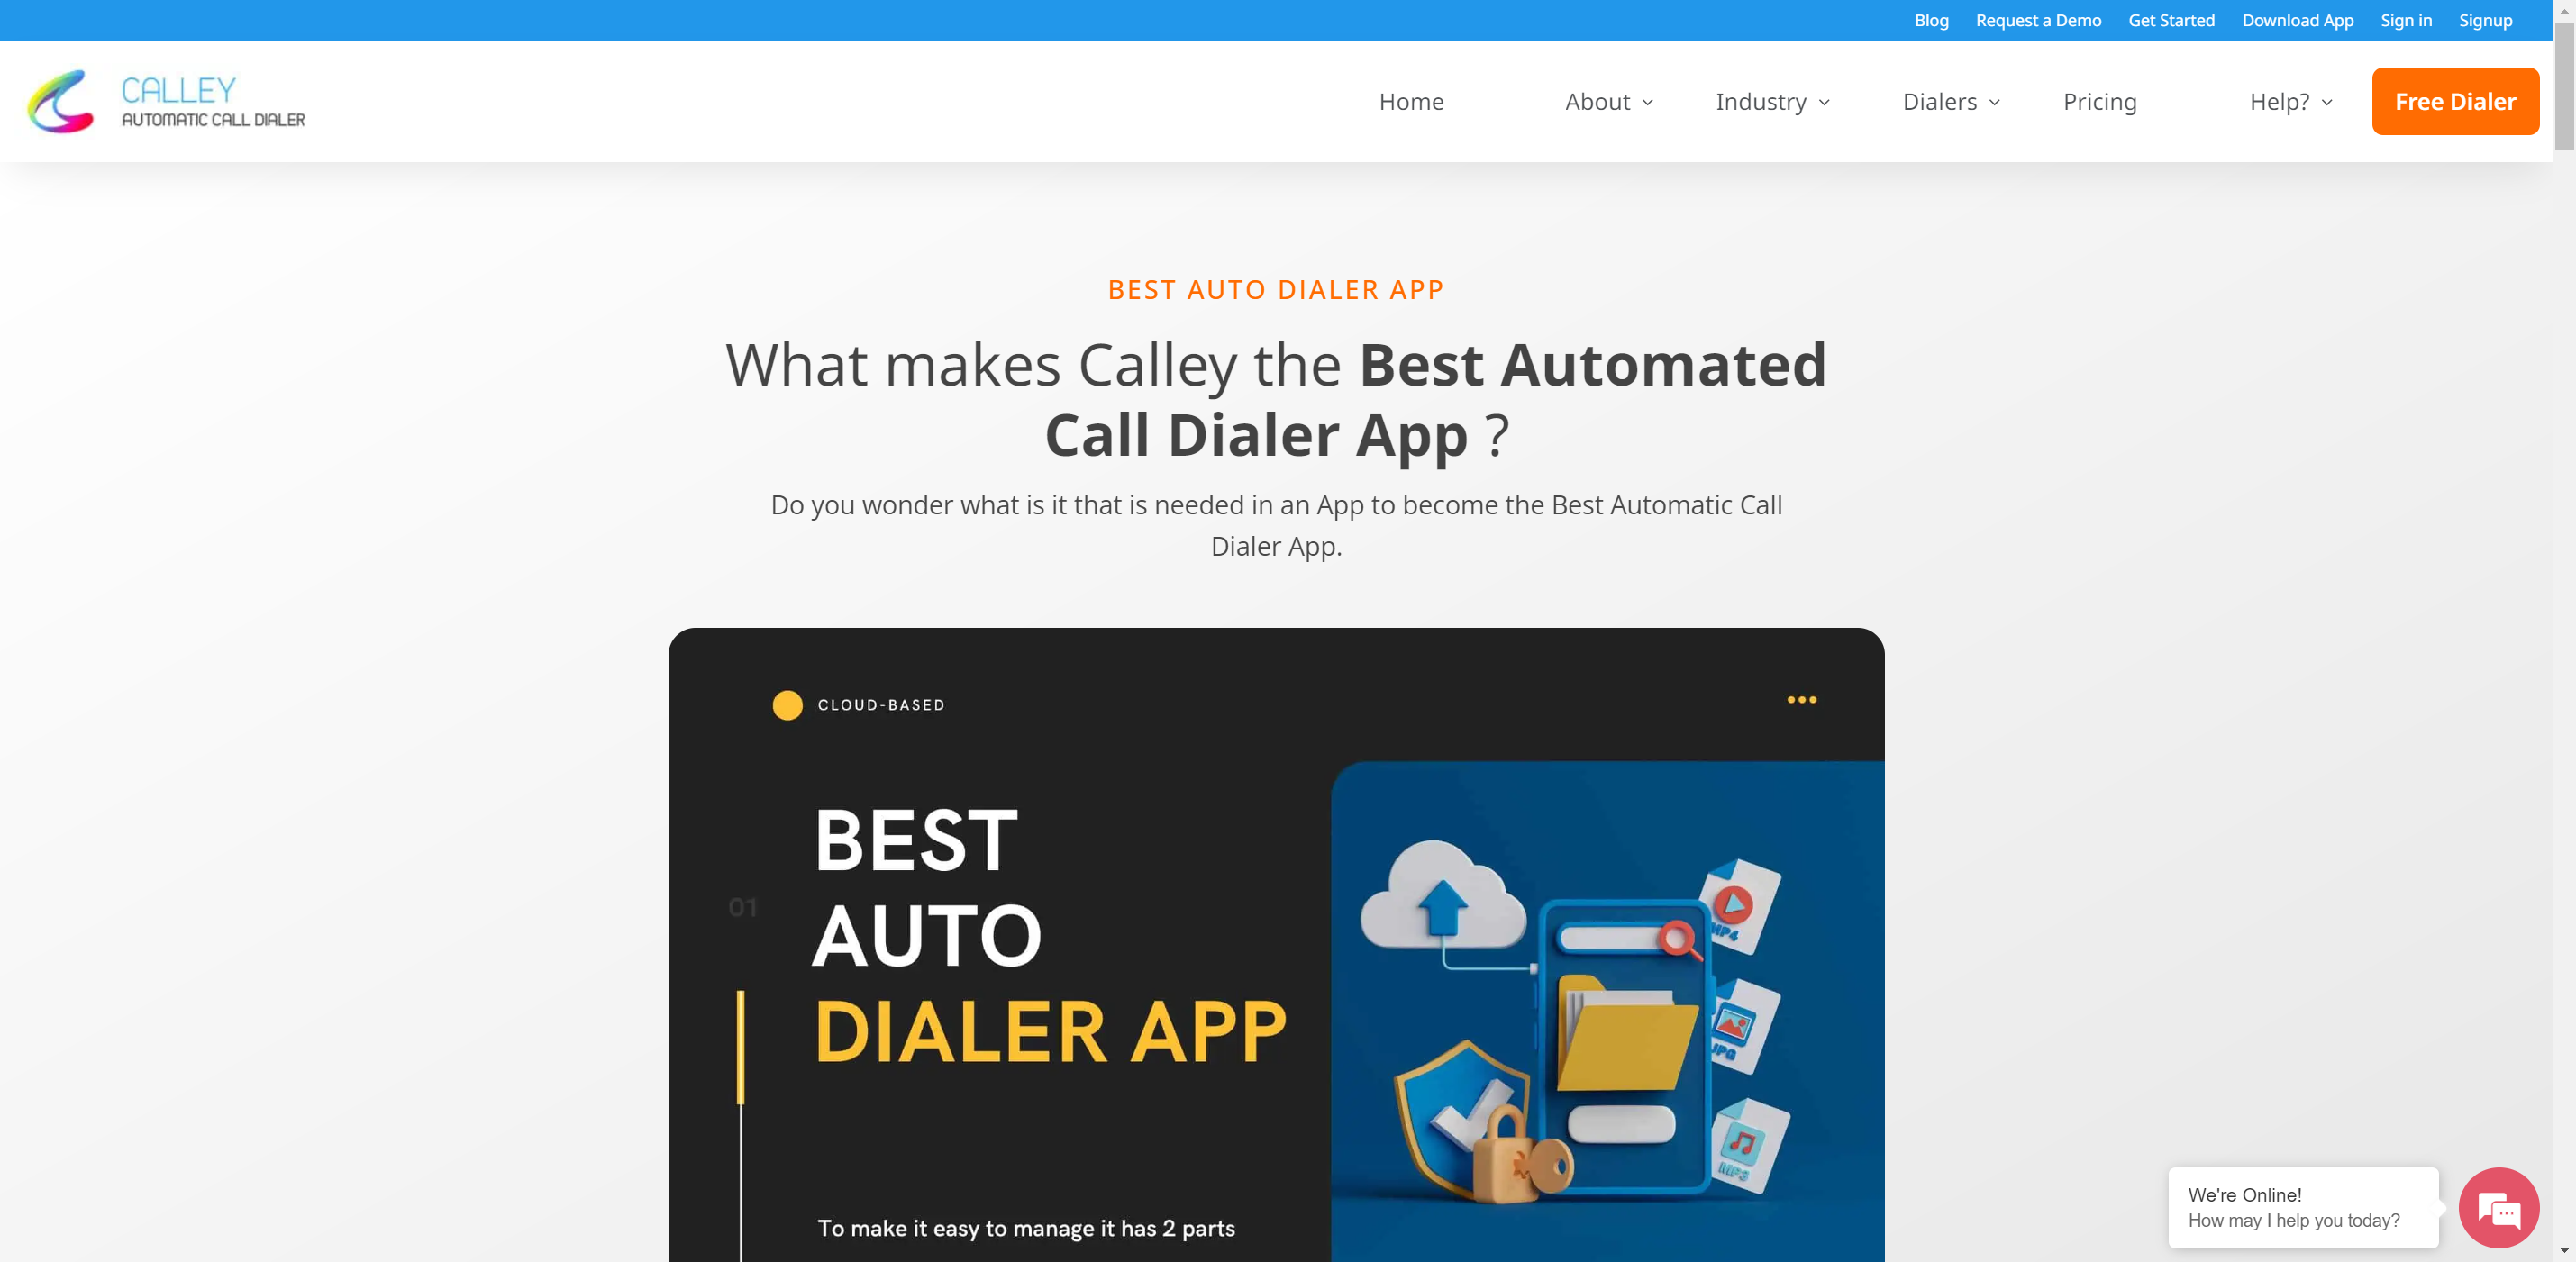 Blog Request a Demo Get Started Download App Sign in Signup
CALLEY
AUTOMATIC CALL DIALER
Home About Industry Dialers Pricing Help? Free Dialer
BEST AUTO DIALER APP
What makes Calley the Best Automated
Call Dialer App ?
Do you wonder what is it that is needed in an App to become the Best Automatic Call
Dialer App.
CLOUD-BASED
BEST
AUTO
DIALER APP
01
MP4
JPG
MP3
To make it easy to manage it has 2 parts
We're Online!
How may I help you today?